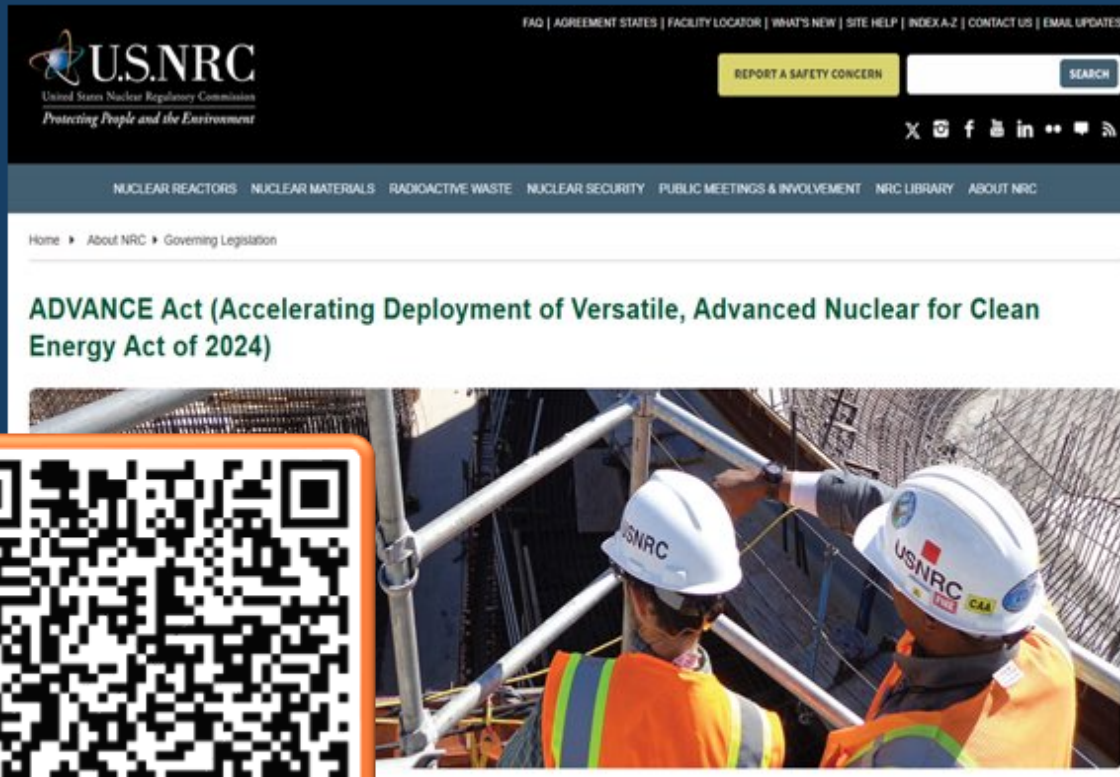 FAQ | AGREEMENT STATES | FACILITY LOCATOR | WHAT'S NEW | SITE HELP | INDEX A-Z | CONTACT US | EMAIL UPDATES
U.S.NRC
United States Nuclear Regulatory Commission
Protecting People and the Environment
REPORT A SAFETY CONCERN
SEARCH
NUCLEAR REACTORS NUCLEAR MATERIALS RADIOACTIVE WASTE NUCLEAR SECURITY PUBLIC MEETINGS & INVOLVEMENT NRC LIBRARY ABOUT NRC
Home ▸ About NRC ▸ Governing Legislation
ADVANCE Act (Accelerating Deployment of Versatile, Advanced Nuclear for Clean
Energy Act of 2024)
USNRC
USNRC
CAA